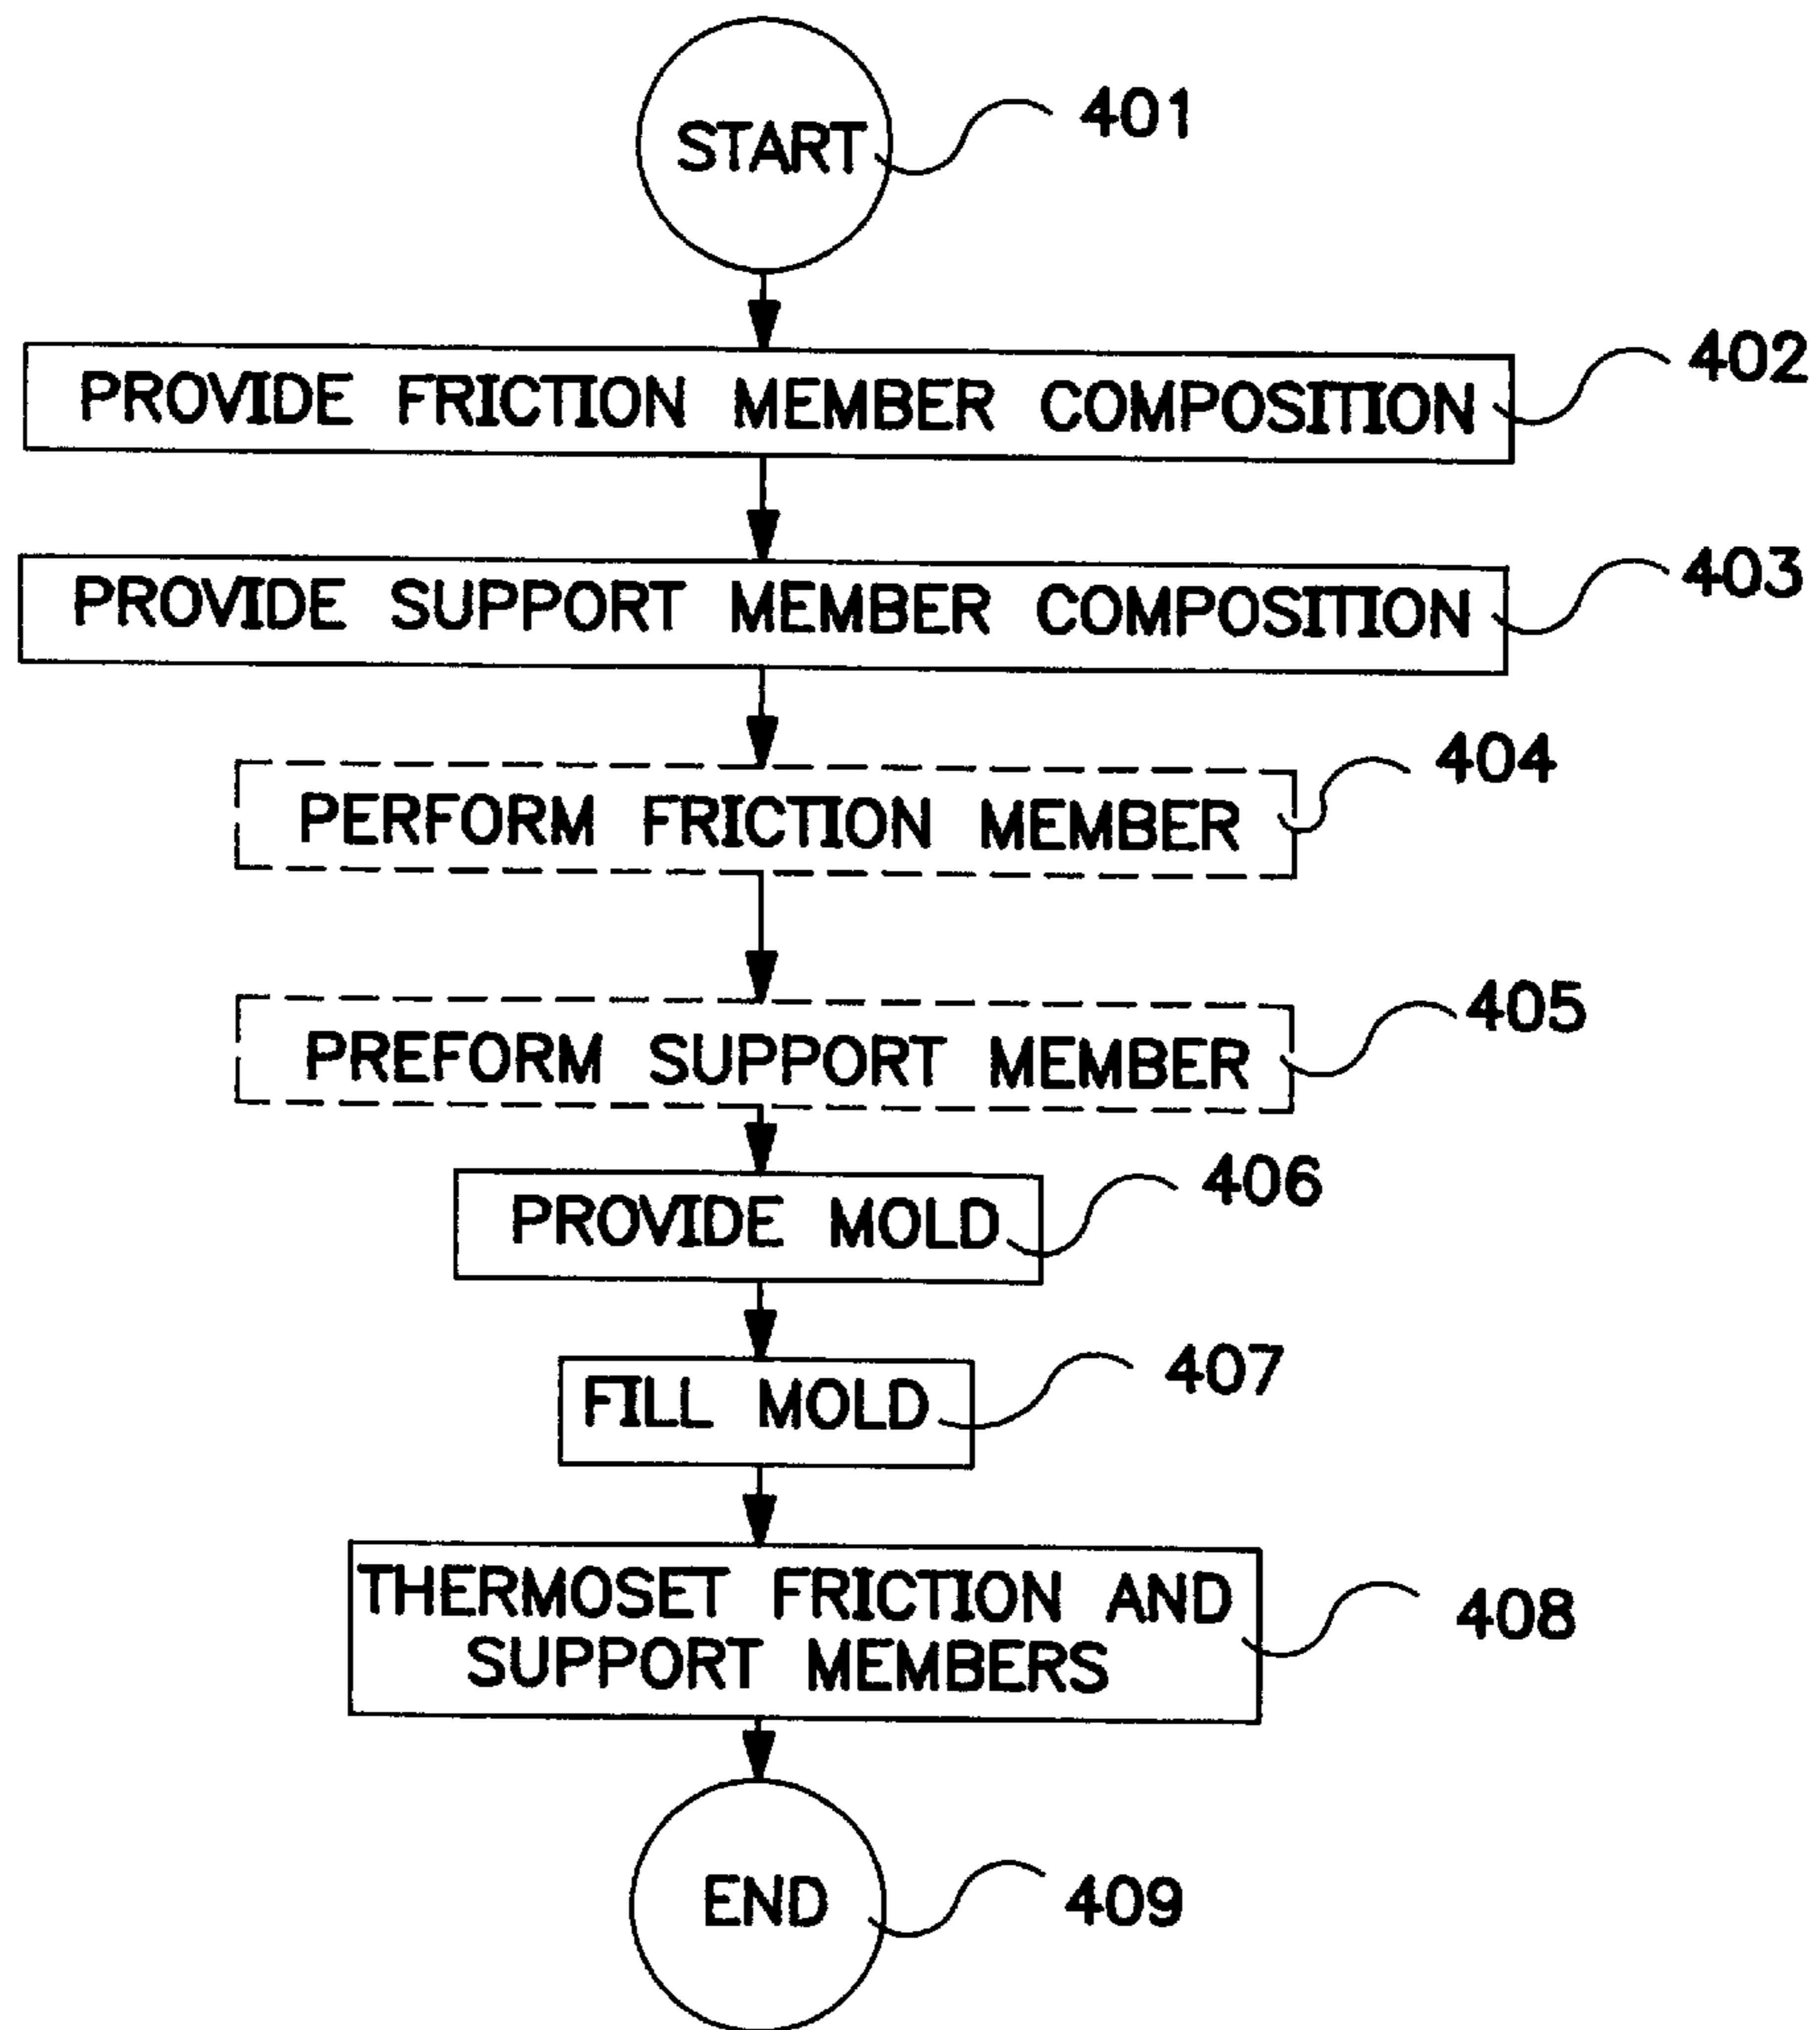 START
401
PROVIDE FRICTION MEMBER COMPOSITION
402
PROVIDE SUPPORT MEMBER COMPOSITION
403
PERFORM FRICTION MEMBER
404
PREFORM SUPPORT MEMBER
405
PROVIDE MOLD
406
FILL MOLD
407
THERMOSET FRICTION AND
SUPPORT MEMBERS
408
END
409